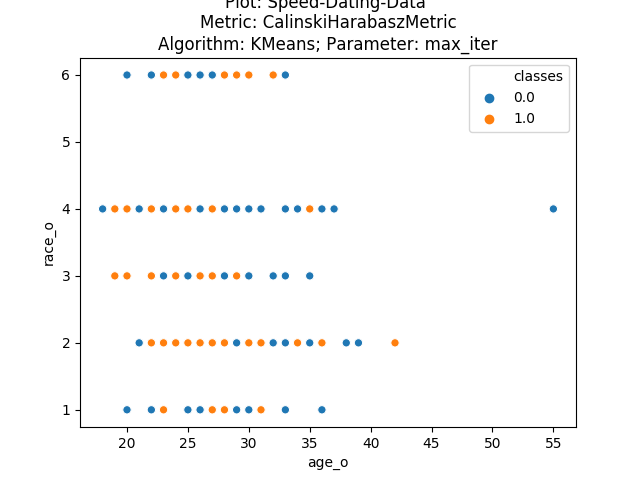 Plot: Speed-Dating-Data
Metric: CalinskiHarabaszMetric
Algorithm: KMeans; Parameter: max_iter
classes
0.0
1.0
6
5
4
3
2
1
race_o
20 25 30 35 40 45 50 55
age_o